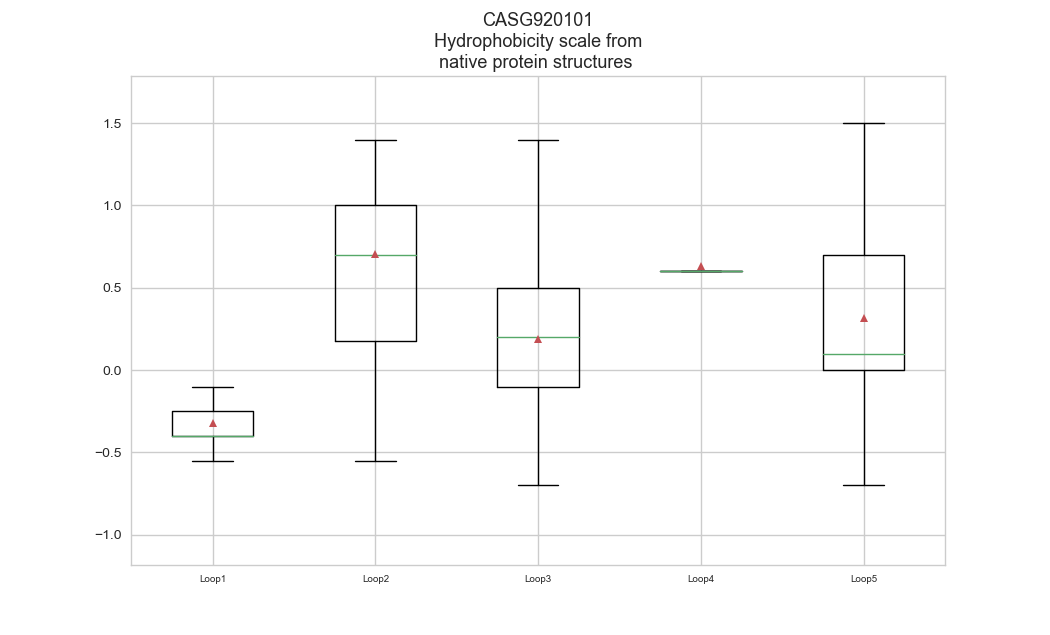 CASG920101
Hydrophobicity scale from
native protein structures
1.5
1.0
0.5
0.0
−0.5
−1.0
Loop1 Loop2 Loop3 Loop4 Loop5